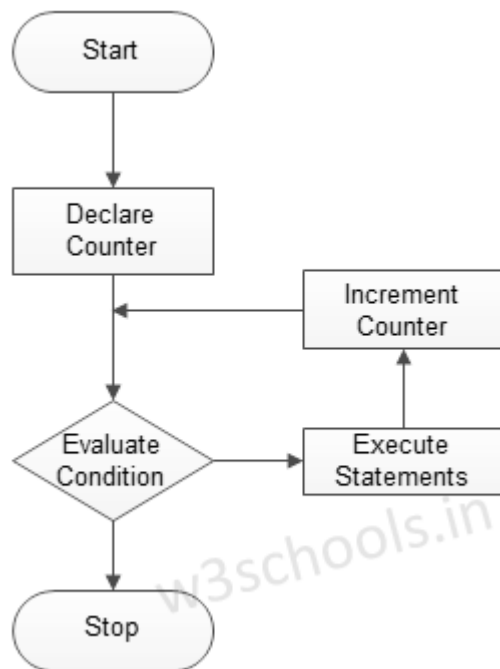 Start
Declare
Counter
Increment
Counter
Evaluate
Condition
Execute
Statements
w3schools.in
Stop